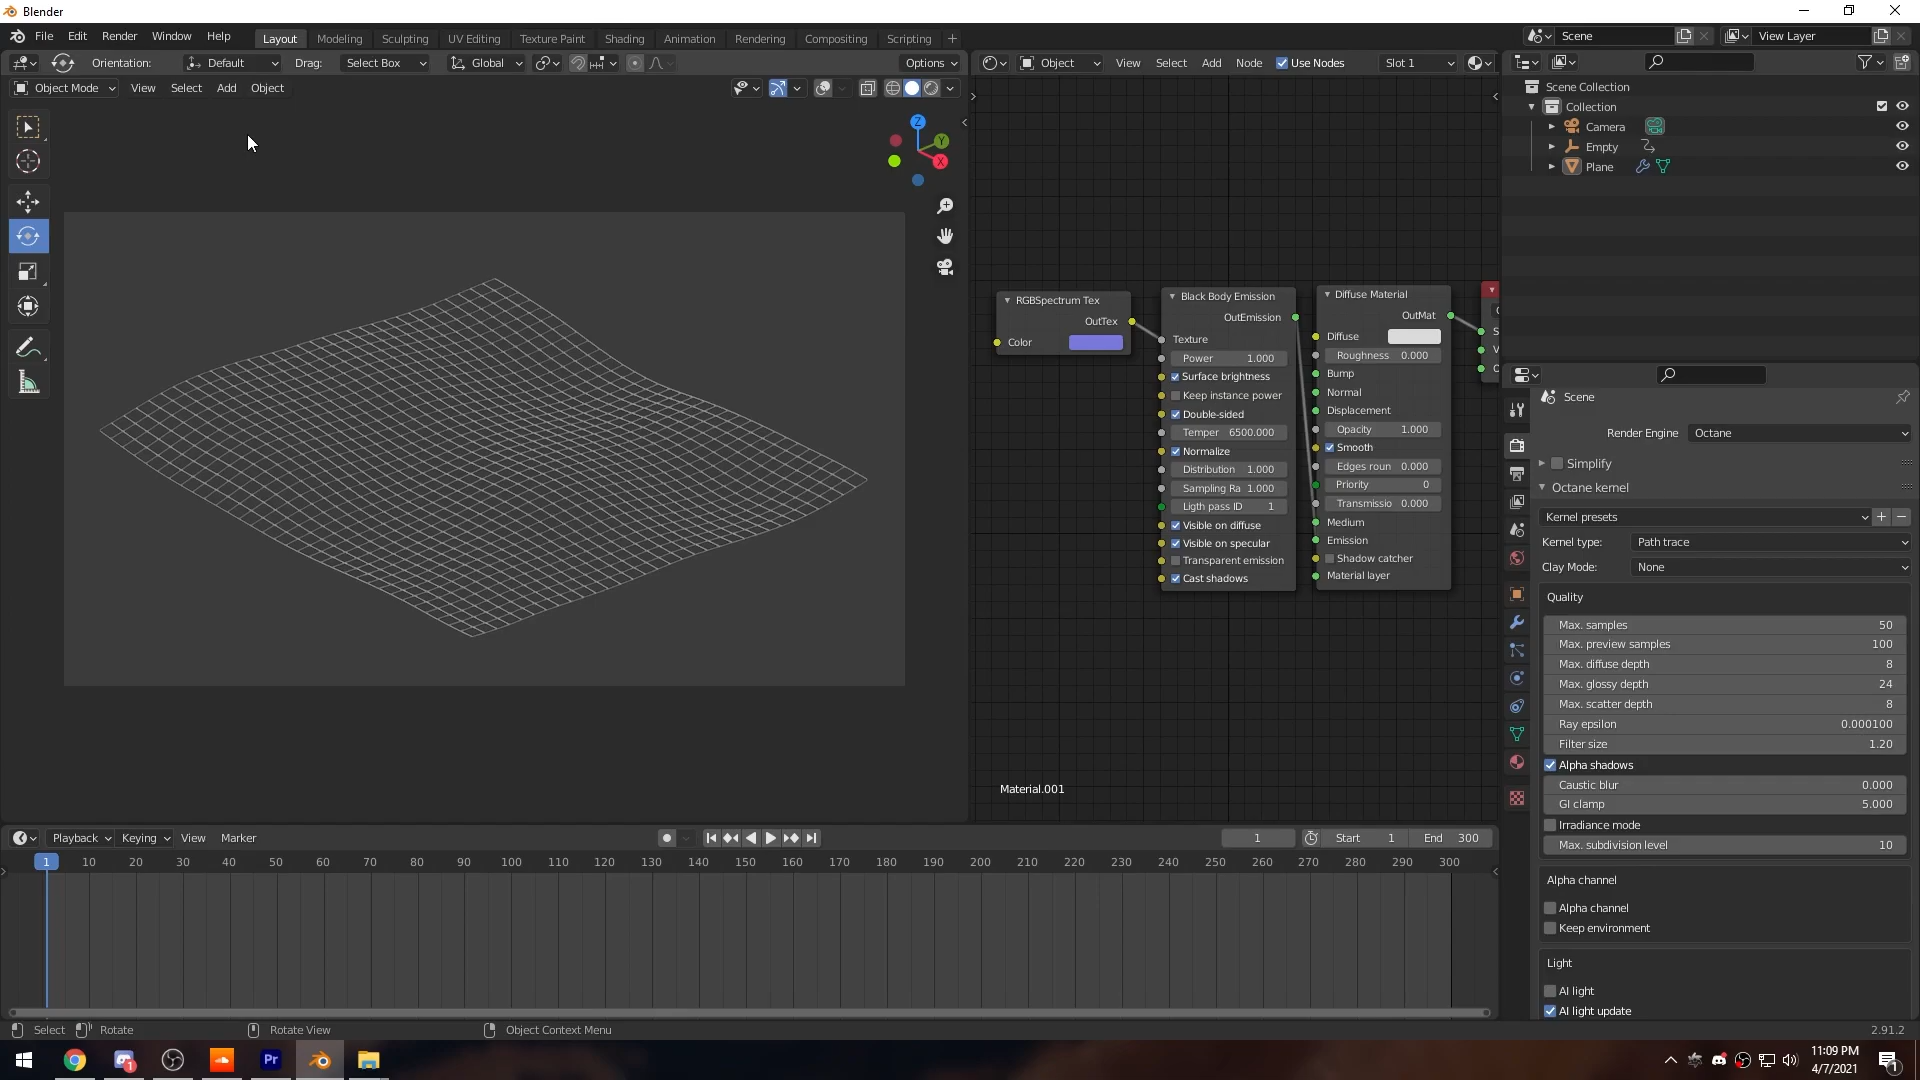 Blender
File Edit Render Window Help
Layout Modeling Sculpting UV Editing Texture Paint Shading Animation Rendering Compositing Scripting +
Scene
View Layer
Orientation: Default Drag: Select Box Global Options
Object View Select Add Node Use Nodes Slot 1
Object Mode View Select Add Object
Scene Collection
Collection
Camera
Empty
Plane
Z
Y
X
RGBSpectrum Tex
OutTex
Color
Black Body Emission
OutEmission
Texture
Power 1.000
Surface brightness
Keep instance power
Double-sided
Temper 6500.000
Normalize
Distribution 1.000
Sampling Ra 1.000
Ligth pass ID 1
Visible on diffuse
Visible on specular
Transparent emission
Cast shadows
Diffuse Material
OutMat
Diffuse
Roughness 0.000
Bump
Normal
Displacement
Opacity 1.000
Smooth
Edges roun 0.000
Priority 0
Transmissio 0.000
Medium
Emission
Shadow catcher
Material layer
S
V
Material.001
Scene
Render Engine Octane
Simplify
Octane kernel
Kernel presets
Kernel type: Path trace
Clay Mode: None
Quality
Max. samples 50
Max. preview samples 100
Max. diffuse depth 8
Max. glossy depth 24
Max. scatter depth 8
Ray epsilon 0.000100
Filter size 1.20
Alpha shadows
Caustic blur 0.000
GI clamp 5.000
Irradiance mode
Max. subdivision level 10
Alpha channel
Alpha channel
Keep environment
Light
AI light
AI light update
Playback Keying View Marker
1 Start 1 End 300
1 10 20 30 40 50 60 70 80 90 100 110 120 130 140 150 160 170 180 190 200 210 220 230 240 250 260 270 280 290 300
Select Rotate Rotate View Object Context Menu
2.91.2
Pr
11:09 PM
4/7/2021